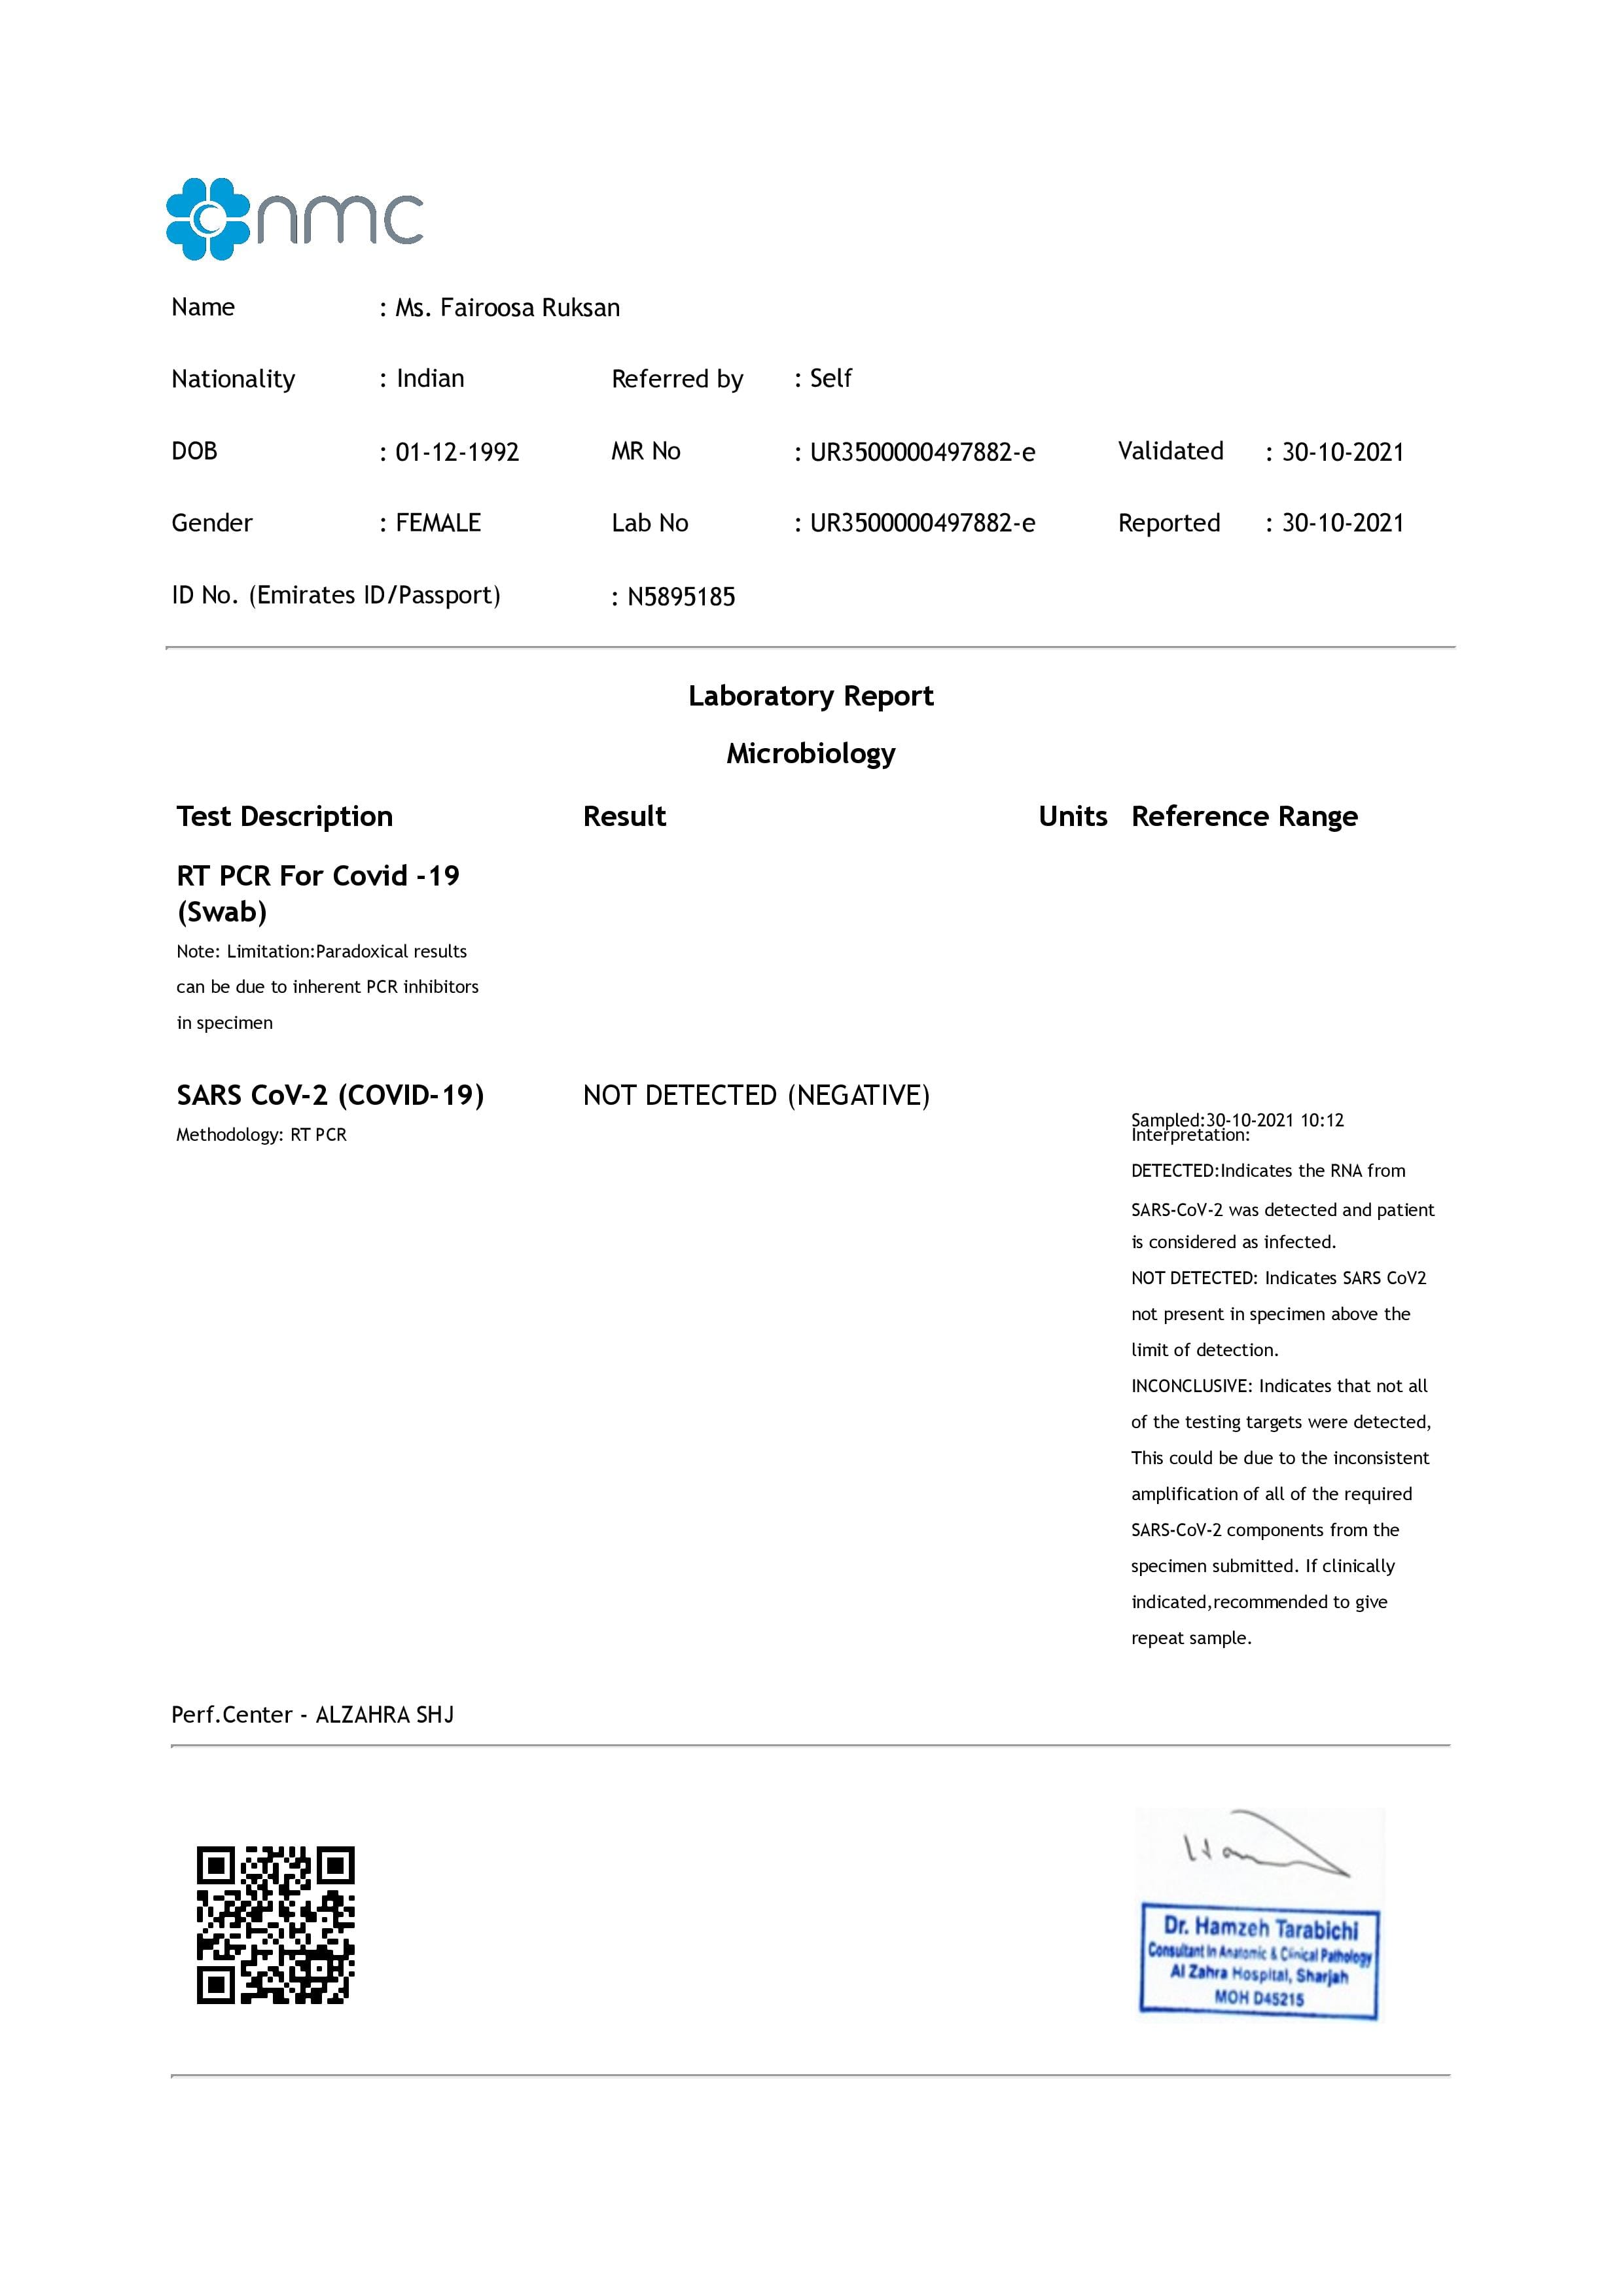 nmc
Name : Ms. Fairoosa Ruksan
Nationality : Indian Referred by : Self
DOB : 01-12-1992 MR No : UR3500000497882-e Validated : 30-10-2021
Gender : FEMALE Lab No : UR3500000497882-e Reported : 30-10-2021
ID No. (Emirates ID/Passport) : N5895185
Laboratory Report
Microbiology
Test Description Result Units Reference Range
RT PCR For Covid -19
(Swab)
Note: Limitation:Paradoxical results
can be due to inherent PCR inhibitors
in specimen
SARS CoV-2 (COVID-19) NOT DETECTED (NEGATIVE)
Methodology: RT PCR
Sampled:30-10-2021 10:12
Interpretation:
DETECTED:Indicates the RNA from
SARS-CoV-2 was detected and patient
is considered as infected.
NOT DETECTED: Indicates SARS CoV2
not present in specimen above the
limit of detection.
INCONCLUSIVE: Indicates that not all
of the testing targets were detected,
This could be due to the inconsistent
amplification of all of the required
SARS-CoV-2 components from the
specimen submitted. If clinically
indicated,recommended to give
repeat sample.
Perf.Center - ALZAHRA SHJ
Dr. Hamzeh Tarabichi
Consultant In Anatomic & Clinical Pathology
Al Zahra Hospital, Sharjah
MOH D45215